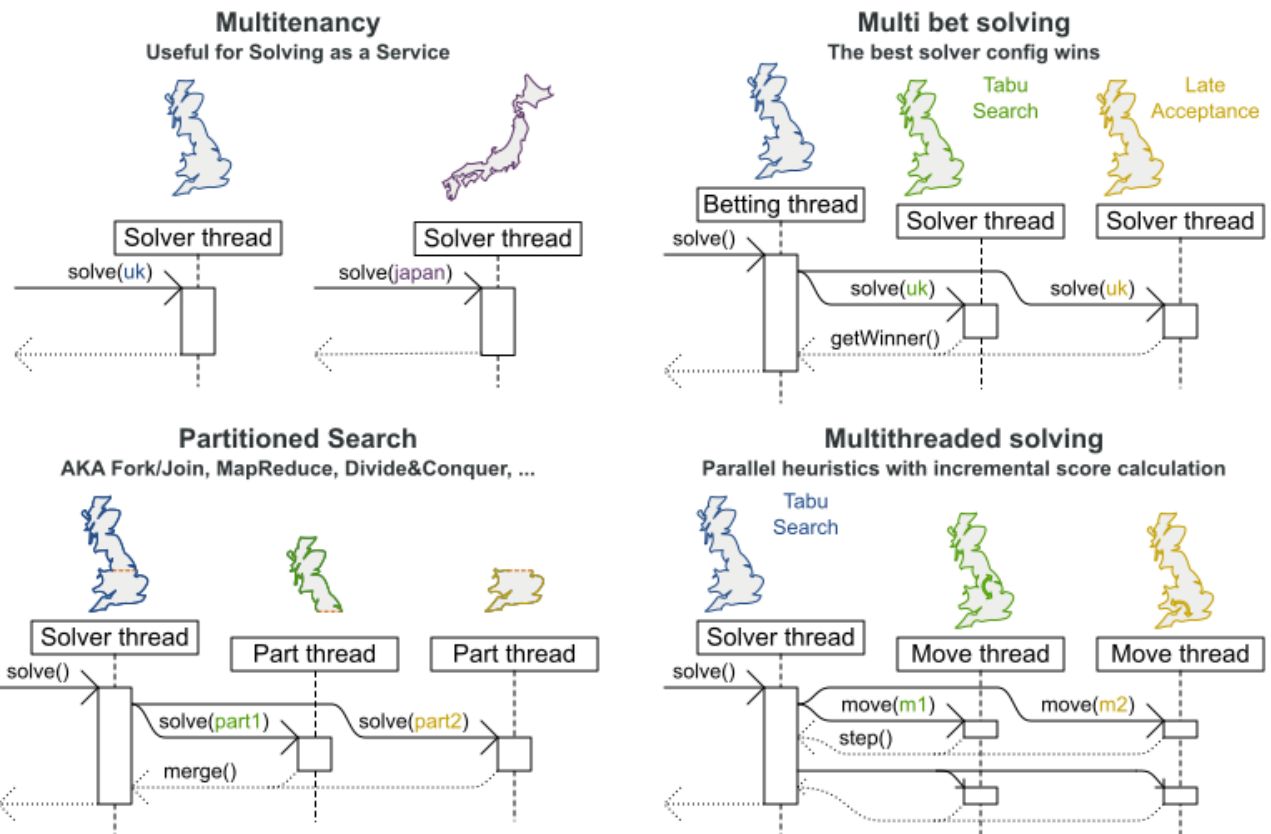 Multitenancy
Useful for Solving as a Service
Solver thread
Solver thread
solve(uk)
solve(japan)
Multi bet solving
The best solver config wins
Tabu
Search
Late
Acceptance
Betting thread
Solver thread
Solver thread
solve()
solve(uk)
solve(uk)
getWinner()
Partitioned Search
AKA Fork/Join, MapReduce, Divide&Conquer, ...
Solver thread
Part thread
Part thread
solve()
solve(part1)
solve(part2)
merge()
Multithreaded solving
Parallel heuristics with incremental score calculation
Tabu
Search
Solver thread
Move thread
Move thread
solve()
move(m1)
move(m2)
step()